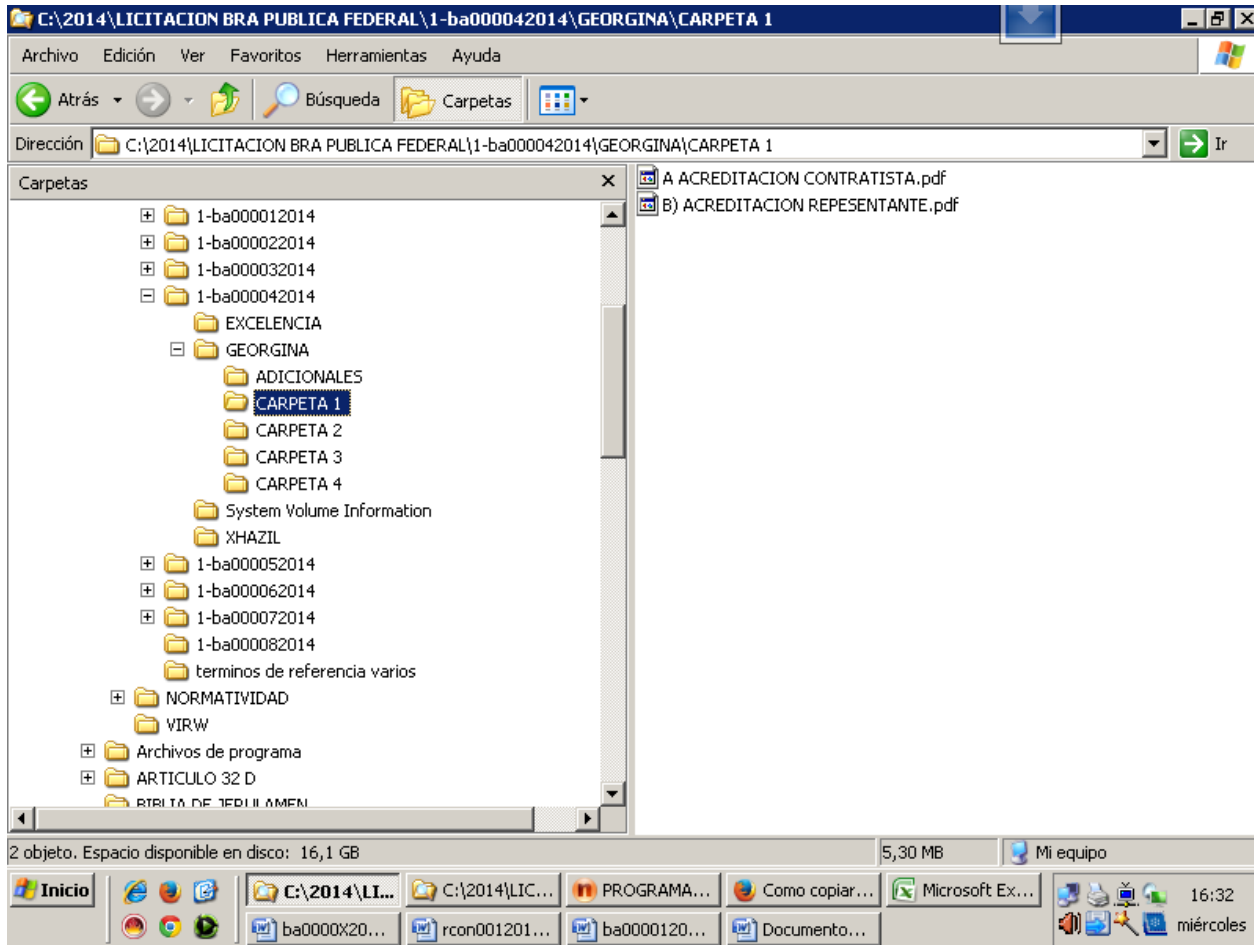 C:\2014\LICITACION BRA PUBLICA FEDERAL\1-ba000042014\GEORGINA\CARPETA 1
Archivo Edición Ver Favoritos Herramientas Ayuda
Atrás Búsqueda Carpetas
Dirección C:\2014\LICITACION BRA PUBLICA FEDERAL\1-ba000042014\GEORGINA\CARPETA 1 Ir
Carpetas
1-ba000012014
1-ba000022014
1-ba000032014
1-ba000042014
EXCELENCIA
GEORGINA
ADICIONALES
CARPETA 1
CARPETA 2
CARPETA 3
CARPETA 4
System Volume Information
XHAZIL
1-ba000052014
1-ba000062014
1-ba000072014
1-ba000082014
terminos de referencia varios
NORMATIVIDAD
VIRW
Archivos de programa
ARTICULO 32 D
BIBLIA DE JERULAMEN
A ACREDITACION CONTRATISTA.pdf
B) ACREDITACION REPESENTANTE.pdf
2 objeto. Espacio disponible en disco: 16,1 GB 5,30 MB Mi equipo
Inicio C:\2014\LI... C:\2014\LIC... PROGRAMA... Como copiar... Microsoft Ex... 16:32
ba0000X20... rcon001201... ba0000120... Documento... miércoles